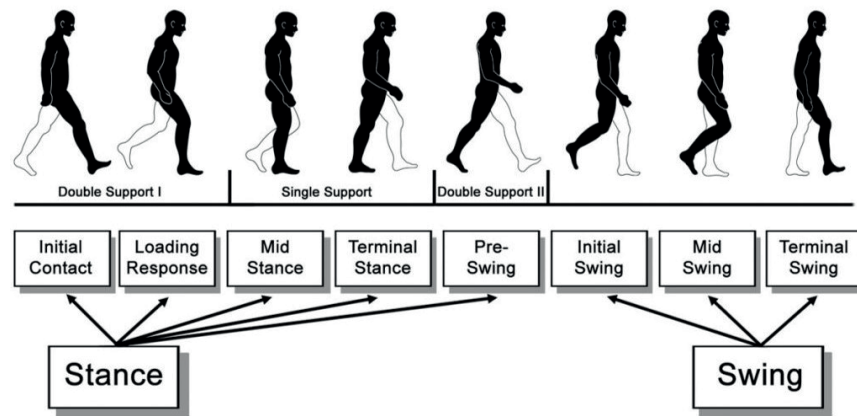 Double Support I
Single Support
Double Support II
Initial
Contact
Loading
Response
Mid
Stance
Terminal
Stance
Pre-
Swing
Initial
Swing
Mid
Swing
Terminal
Swing
Stance
Swing